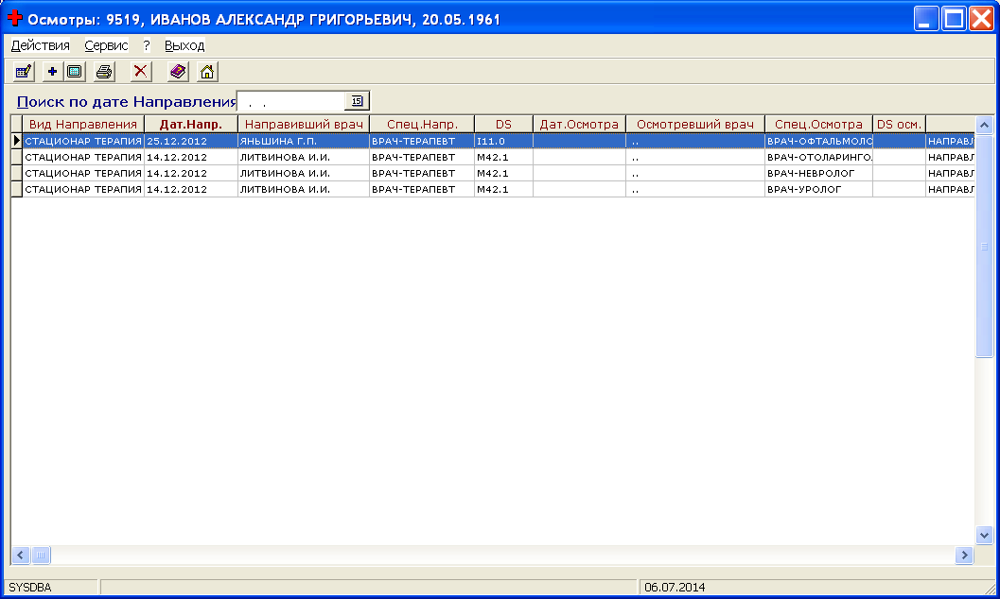 Осмотры: 9519, ИВАНОВ АЛЕКСАНДР ГРИГОРЬЕВИЧ, 20.05.1961
Действия Сервис ? Выход
Поиск по дате Направления . . 15
Вид Направления Дат.Напр. Направивший врач Спец.Напр. DS Дат.Осмотра Осмотревший врач Спец.Осмотра DS осм.
СТАЦИОНАР ТЕРАПИЯ 25.12.2012 ЯНЬШИНА Г.П. ВРАЧ-ТЕРАПЕВТ I11.0 .. ВРАЧ-ОФТАЛЬМОЛО НАПРАВЛ
СТАЦИОНАР ТЕРАПИЯ 14.12.2012 ЛИТВИНОВА И.И. ВРАЧ-ТЕРАПЕВТ M42.1 .. ВРАЧ-ОТОЛАРИНГО. НАПРАВЛ
СТАЦИОНАР ТЕРАПИЯ 14.12.2012 ЛИТВИНОВА И.И. ВРАЧ-ТЕРАПЕВТ M42.1 .. ВРАЧ-НЕВРОЛОГ НАПРАВЛ
СТАЦИОНАР ТЕРАПИЯ 14.12.2012 ЛИТВИНОВА И.И. ВРАЧ-ТЕРАПЕВТ M42.1 .. ВРАЧ-УРОЛОГ НАПРАВЛ
SYSDBA 06.07.2014